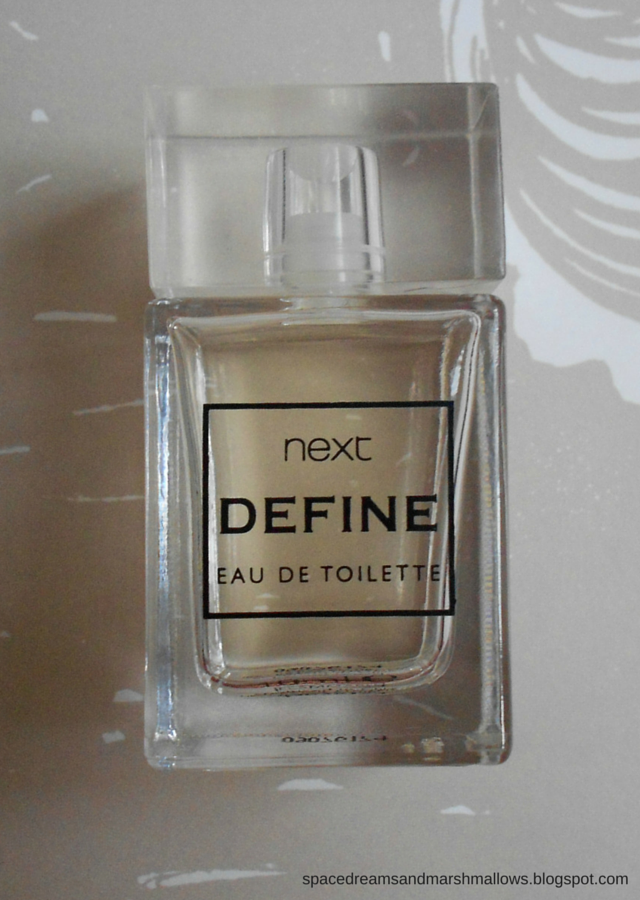 next
DEFINE
EAU DE TOILETTE
spacedreamsandmarshmallows.blogspot.com